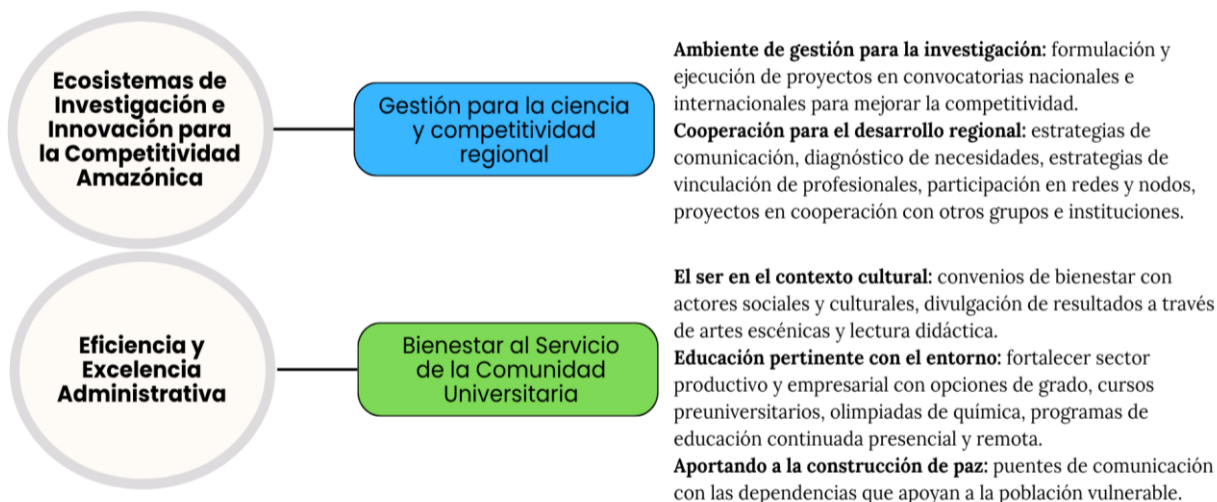 Ecosistemas de
Investigación e
Innovación para
la Competitividad
Amazónica
Gestión para la ciencia
y competitividad
regional
Ambiente de gestión para la investigación: formulación y
ejecución de proyectos en convocatorias nacionales e
internacionales para mejorar la competitividad.
Cooperación para el desarrollo regional: estrategias de
comunicación, diagnóstico de necesidades, estrategias de
vinculación de profesionales, participación en redes y nodos,
proyectos en cooperación con otros grupos e instituciones.
Eficiencia y
Excelencia
Administrativa
Bienestar al Servicio
de la Comunidad
Universitaria
El ser en el contexto cultural: convenios de bienestar con
actores sociales y culturales, divulgación de resultados a través
de artes escénicas y lectura didáctica.
Educación pertinente con el entorno: fortalecer sector
productivo y empresarial con opciones de grado, cursos
preuniversitarios, olimpiadas de química, programas de
educación continuada presencial y remota.
Aportando a la construcción de paz: puentes de comunicación
con las dependencias que apoyan a la población vulnerable.